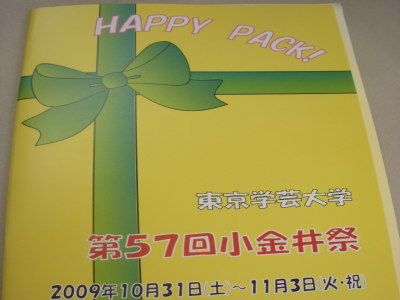 HAPPY PACK!
東京学芸大学
第57回小金井祭
2009年10月31日(土)～11月3日(火・祝)